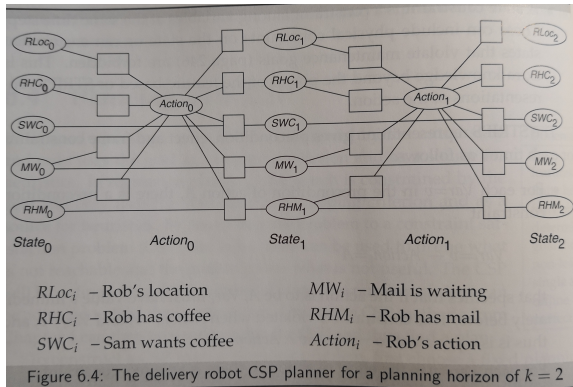 RLoc₀ RLoc₁ RLoc₂
RHC₀ RHC₁ RHC₂
Action₀ Action₁
SWC₀ SWC₁ SWC₂
MW₀ MW₁ MW₂
RHM₀ RHM₁ RHM₂
State₀ Action₀ State₁ Action₁ State₂
RLocᵢ – Rob's location MWᵢ – Mail is waiting
RHCᵢ – Rob has coffee RHMᵢ – Rob has mail
SWCᵢ – Sam wants coffee Actionᵢ – Rob's action
Figure 6.4: The delivery robot CSP planner for a planning horizon of k = 2